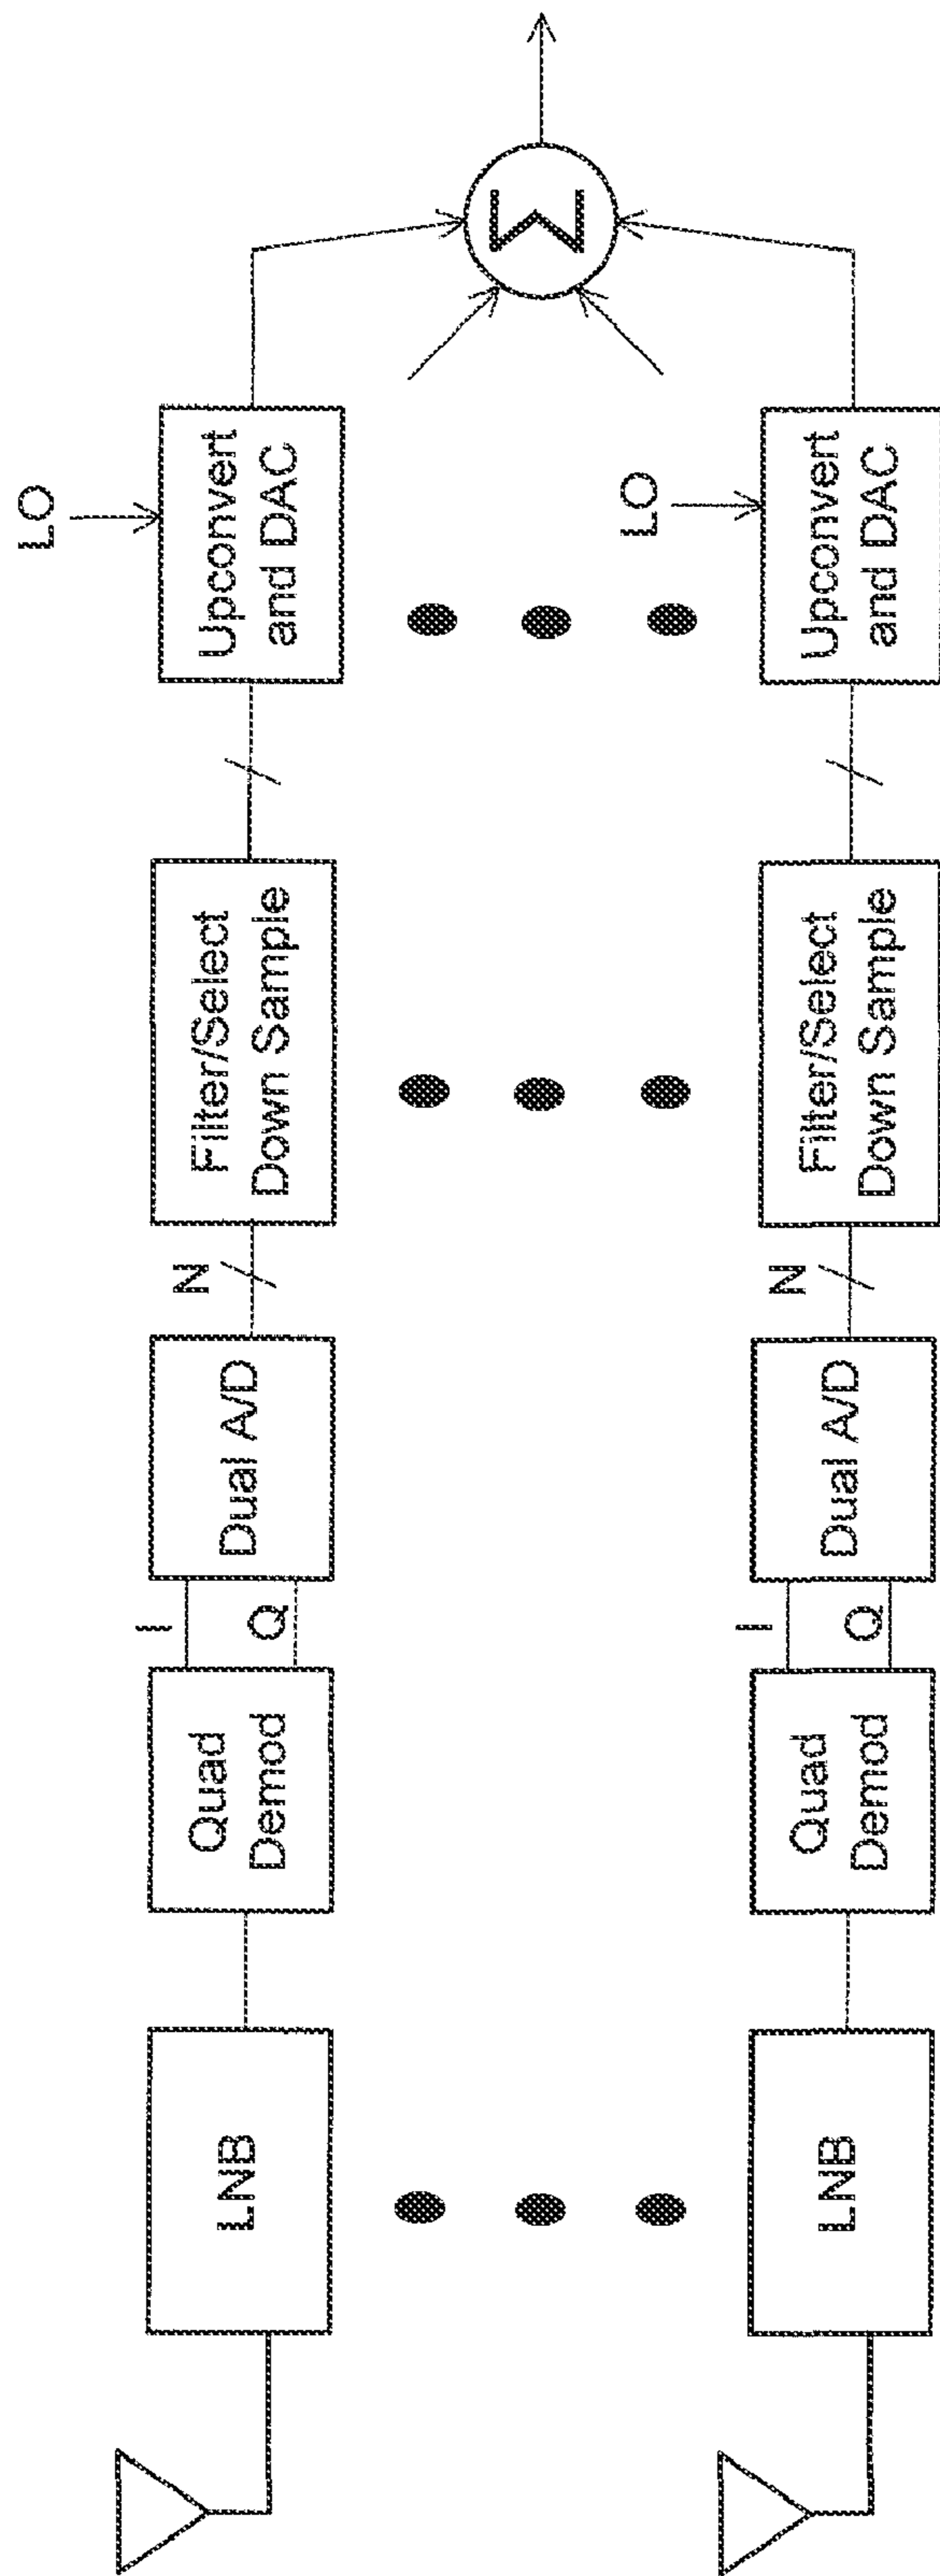 LNB
Quad
Demod
I
Q
Dual A/D
N
Filter/Select
Down Sample
LO
Upconvert
and DAC
Σ
LNB
Quad
Demod
I
Q
Dual A/D
N
Filter/Select
Down Sample
LO
Upconvert
and DAC